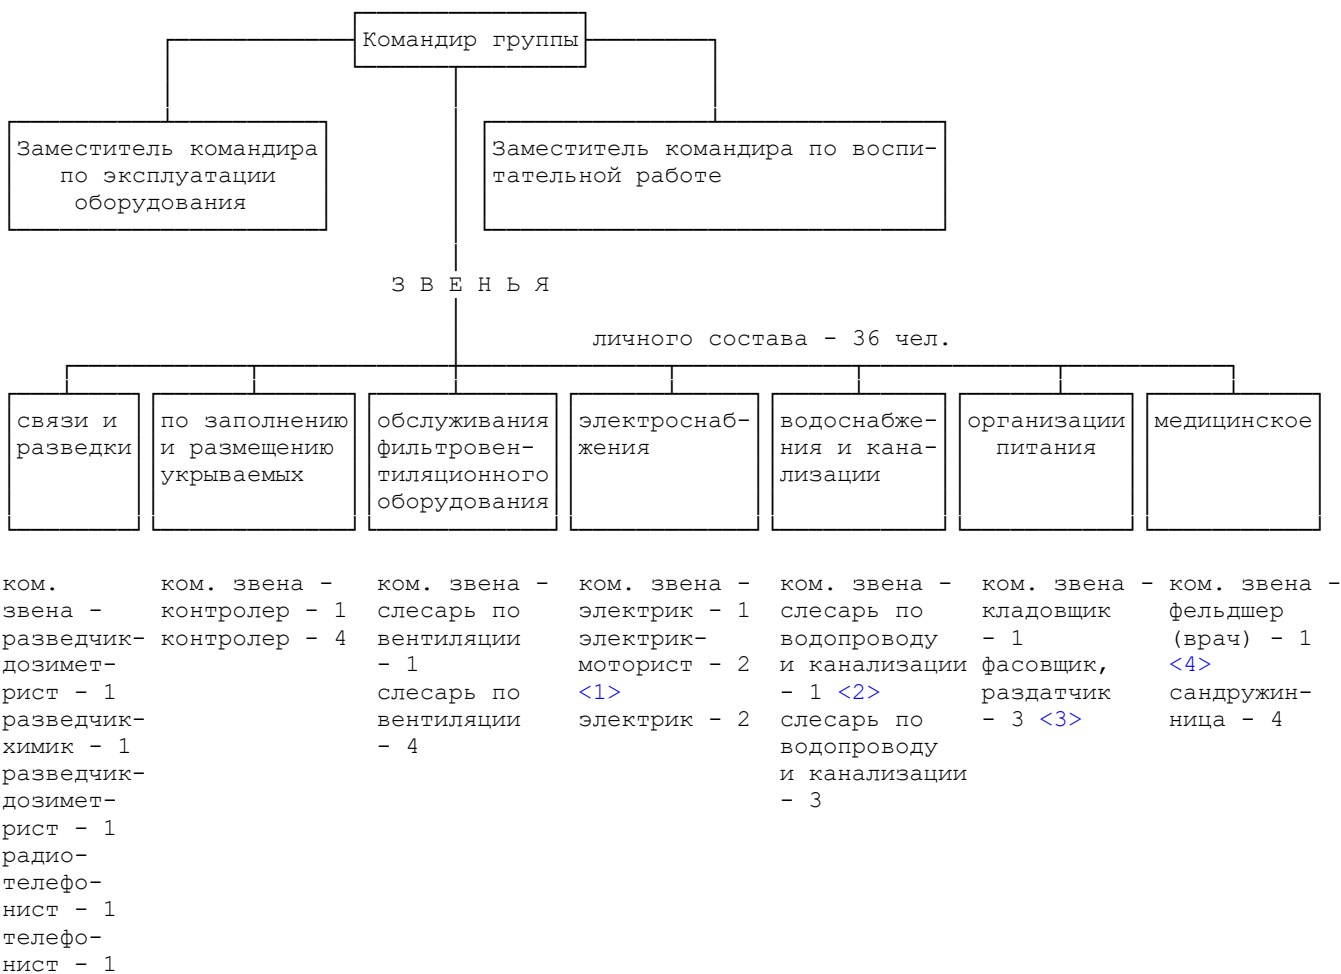 Командир группы
Заместитель командира
по эксплуатации
оборудования
Заместитель командира по воспи-
тательной работе
З В Е Н Ь Я
личного состава - 36 чел.
связи и
разведки
по заполнению
и размещению
укрываемых
обслуживания
фильтровен-
тиляционного
оборудования
электроснаб-
жения
водоснабже-
ния и кана-
лизации
организации
питания
медицинское
ком.
звена -
разведчик-
дозимет-
рист - 1
разведчик-
химик - 1
разведчик-
дозимет-
рист - 1
радио-
телефо-
нист - 1
телефо-
нист - 1
ком. звена -
контролер - 1
контролер - 4
ком. звена -
слесарь по
вентиляции
- 1
слесарь по
вентиляции
- 4
ком. звена -
электрик - 1
электрик-
моторист - 2
<1>
электрик - 2
ком. звена -
слесарь по
водопроводу
и канализации
- 1 <2>
слесарь по
водопроводу
и канализации
- 3
ком. звена -
кладовщик
- 1
фасовщик,
раздатчик
- 3 <3>
ком. звена -
фельдшер
(врач) - 1
<4>
сандружин-
ница - 4